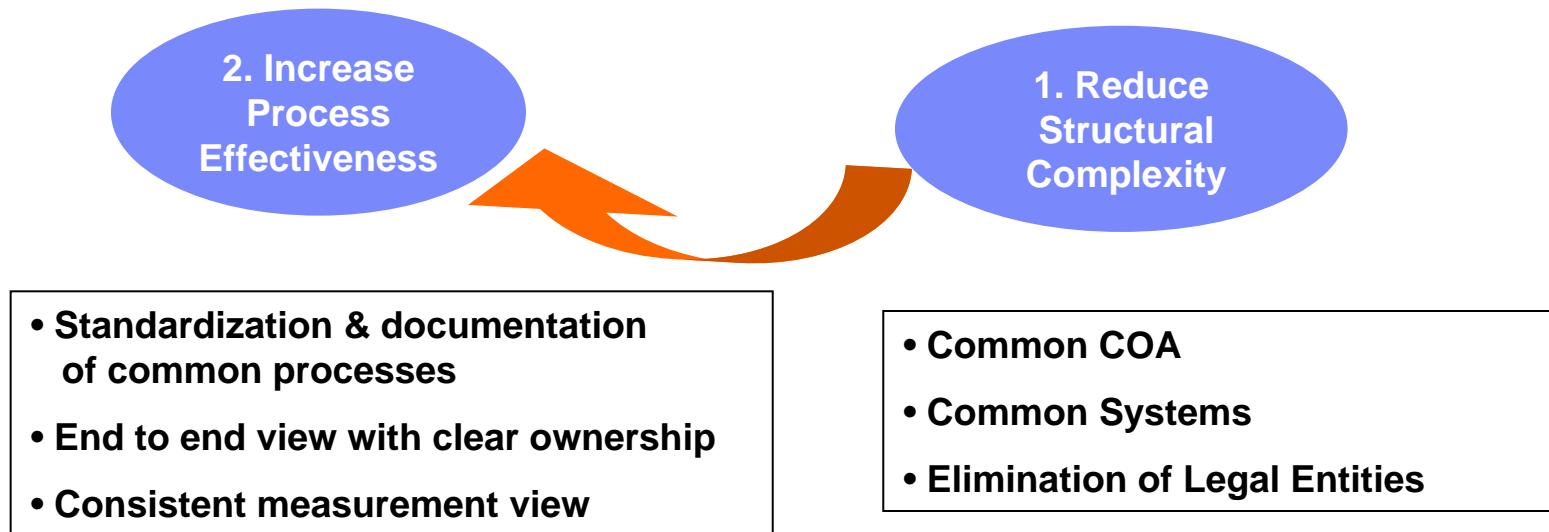 2. Increase
Process
Effectiveness
1. Reduce
Structural
Complexity
• Standardization & documentation
of common processes
• End to end view with clear ownership
• Consistent measurement view
• Common COA
• Common Systems
• Elimination of Legal Entities